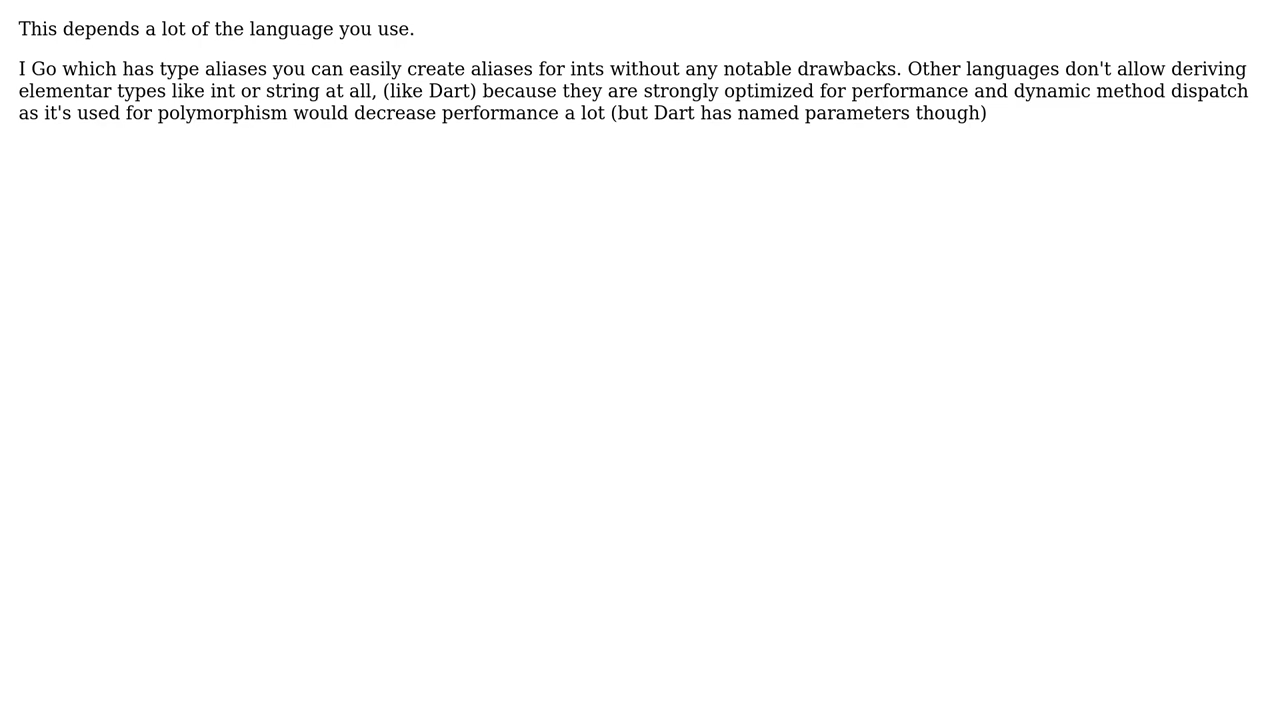 This depends a lot of the language you use.
I Go which has type aliases you can easily create aliases for ints without any notable drawbacks. Other languages don't allow deriving
elementar types like int or string at all, (like Dart) because they are strongly optimized for performance and dynamic method dispatch
as it's used for polymorphism would decrease performance a lot (but Dart has named parameters though)